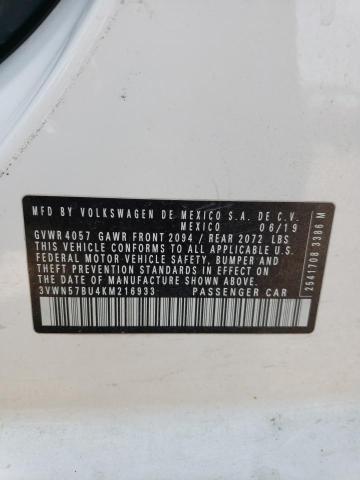 MFD BY VOLKSWAGEN DE MEXICO S.A. DE C.V.
MEXICO 06/19
GVWR 4057 GAWR FRONT 2094 / REAR 2072 LBS
THIS VEHICLE CONFORMS TO ALL APPLICABLE U.S.
FEDERAL MOTOR VEHICLE SAFETY, BUMPER AND
THEFT PREVENTION STANDARDS IN EFFECT ON
THE DATE OF MANUFACTURE SHOWN ABOVE.
3VWN57BU4KM216933 PASSENGER CAR
2541708 3386 M